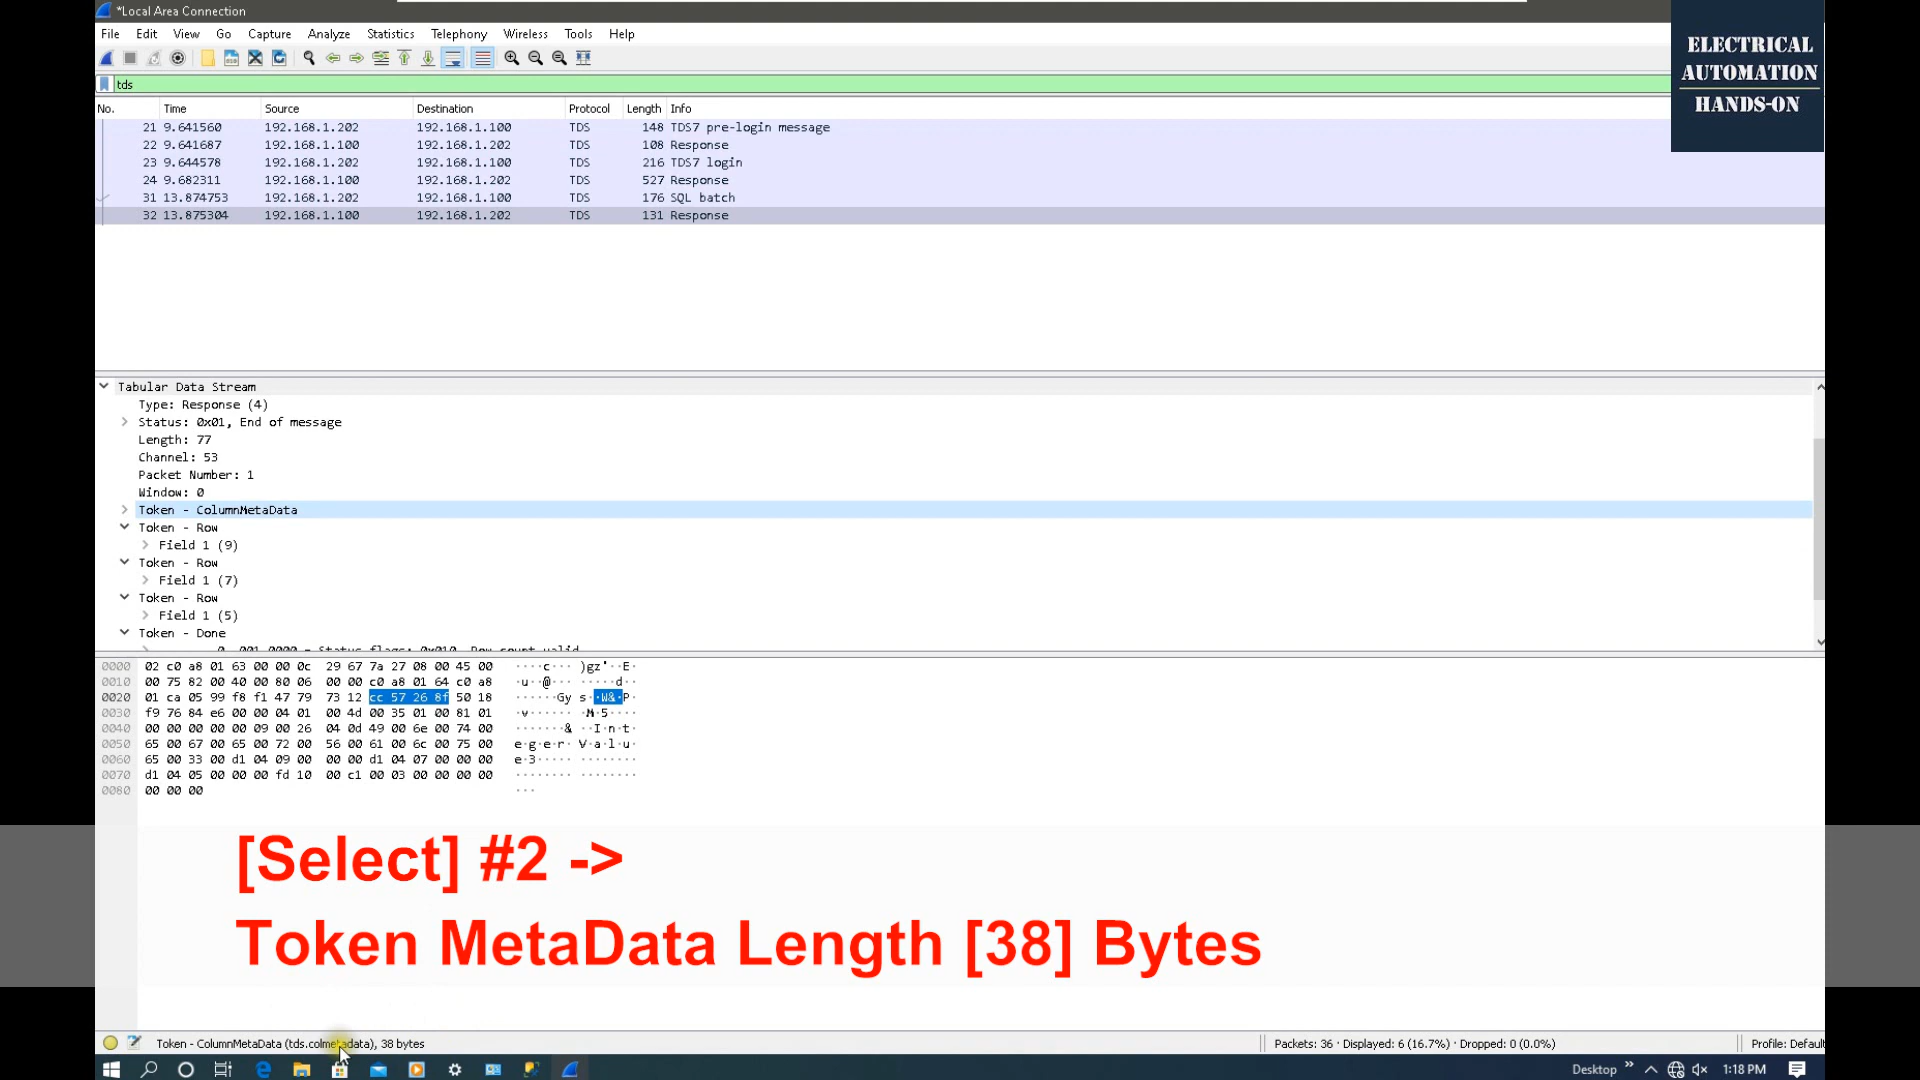 *Local Area Connection
File Edit View Go Capture Analyze Statistics Telephony Wireless Tools Help
tds
No. Time Source Destination Protocol Length Info
21 9.641560 192.168.1.202 192.168.1.100 TDS 148 TDS7 pre-login message
22 9.641687 192.168.1.100 192.168.1.202 TDS 108 Response
23 9.644578 192.168.1.202 192.168.1.100 TDS 216 TDS7 login
24 9.682311 192.168.1.100 192.168.1.202 TDS 527 Response
31 13.874753 192.168.1.202 192.168.1.100 TDS 176 SQL batch
32 13.875304 192.168.1.100 192.168.1.202 TDS 131 Response
ELECTRICAL
AUTOMATION
HANDS-ON
Tabular Data Stream
Type: Response (4)
Status: 0x01, End of message
Length: 77
Channel: 53
Packet Number: 1
Window: 0
Token - ColumnMetaData
Token - Row
Field 1 (9)
Token - Row
Field 1 (7)
Token - Row
Field 1 (5)
Token - Done
0000 02 c0 a8 01 63 00 00 0c 29 67 7a 27 08 00 45 00 ····c··· )gz'··E·
0010 00 75 82 00 40 00 80 06 00 00 c0 a8 01 64 c0 a8 ·u··@··· ·····d··
0020 01 ca 05 99 f8 f1 47 79 73 12 cc 57 26 8f 50 18 ······Gy s··W&·P·
0030 f9 76 84 e6 00 00 04 01 00 4d 00 35 01 00 81 01 ·v······ ·M·5····
0040 00 00 00 00 00 09 00 26 04 0d 49 00 6e 00 74 00 ·······& ··I·n·t·
0050 65 00 67 00 65 00 72 00 56 00 61 00 6c 00 75 00 e·g·e·r· V·a·l·u·
0060 65 00 33 00 d1 04 09 00 00 00 d1 04 07 00 00 00 e·3····· ········
0070 d1 04 05 00 00 00 fd 10 00 c1 00 03 00 00 00 00 ········ ········
0080 00 00 00 ···
[Select] #2 ->
Token MetaData Length [38] Bytes
Token - ColumnMetaData (tds.colmetadata), 38 bytes
Packets: 36 · Displayed: 6 (16.7%) · Dropped: 0 (0.0%)
Profile: Default
Desktop
1:18 PM